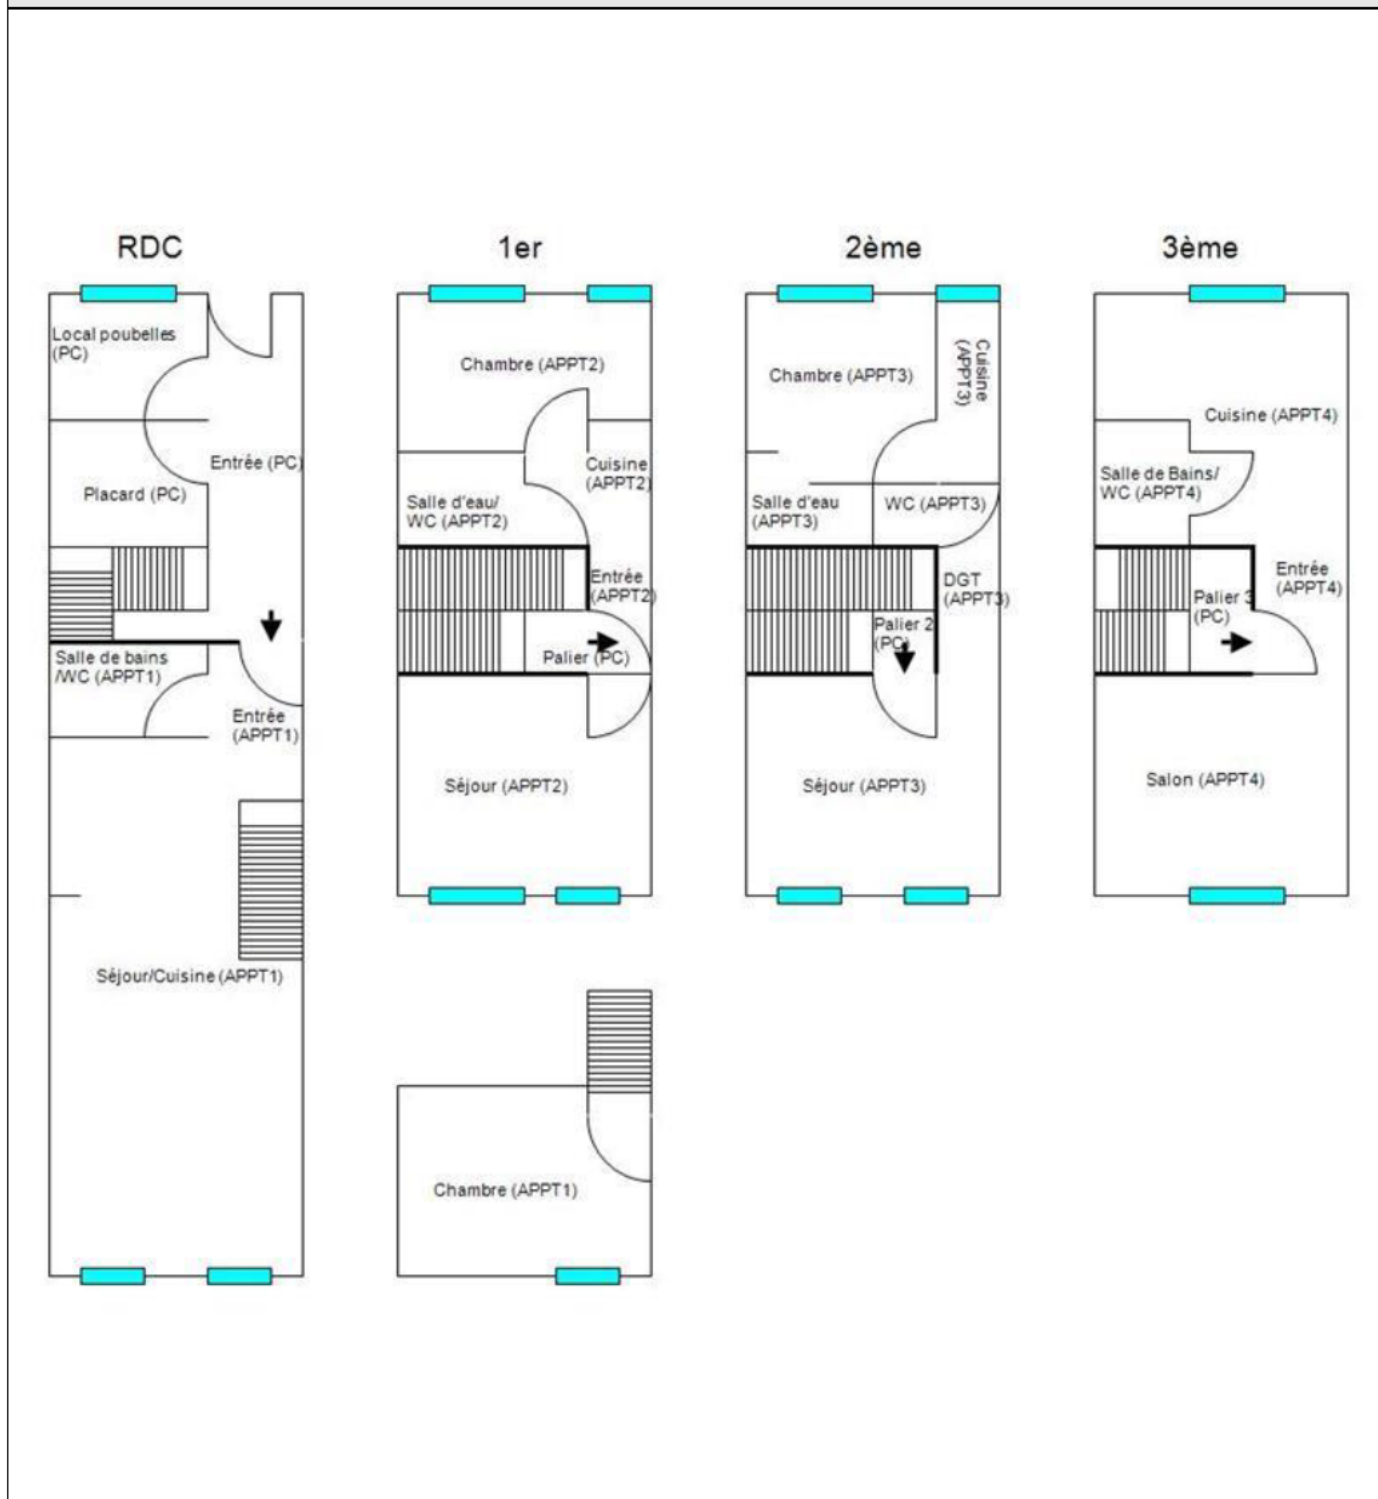 RDC
Local poubelles
(PC)
Entrée (PC)
Placard (PC)
Salle de bains
/WC (APPT1)
Entrée
(APPT1)
Séjour/Cuisine (APPT1)
1er
Chambre (APPT2)
Cuisine
(APPT2)
Salle d'eau/
WC (APPT2)
Entrée
(APPT2)
Palier (PC)
Séjour (APPT2)
Chambre (APPT1)
2ème
Cuisine
(APPT3)
Chambre (APPT3)
Salle d'eau
(APPT3)
WC (APPT3)
DGT
(APPT3)
Palier 2
(PC)
Séjour (APPT3)
3ème
Cuisine (APPT4)
Salle de Bains/
WC (APPT4)
Entrée
(APPT4)
Palier 3
(PC)
Salon (APPT4)